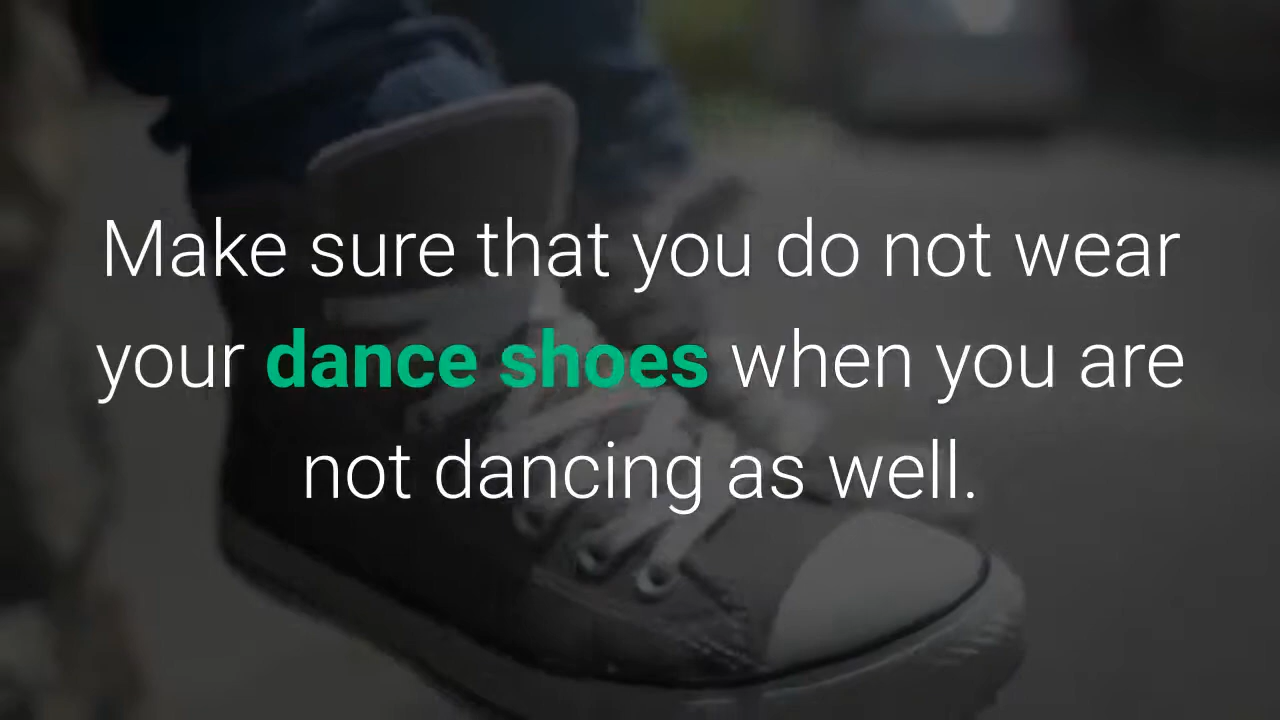 Make sure that you do not wear
your dance shoes when you are
not dancing as well.